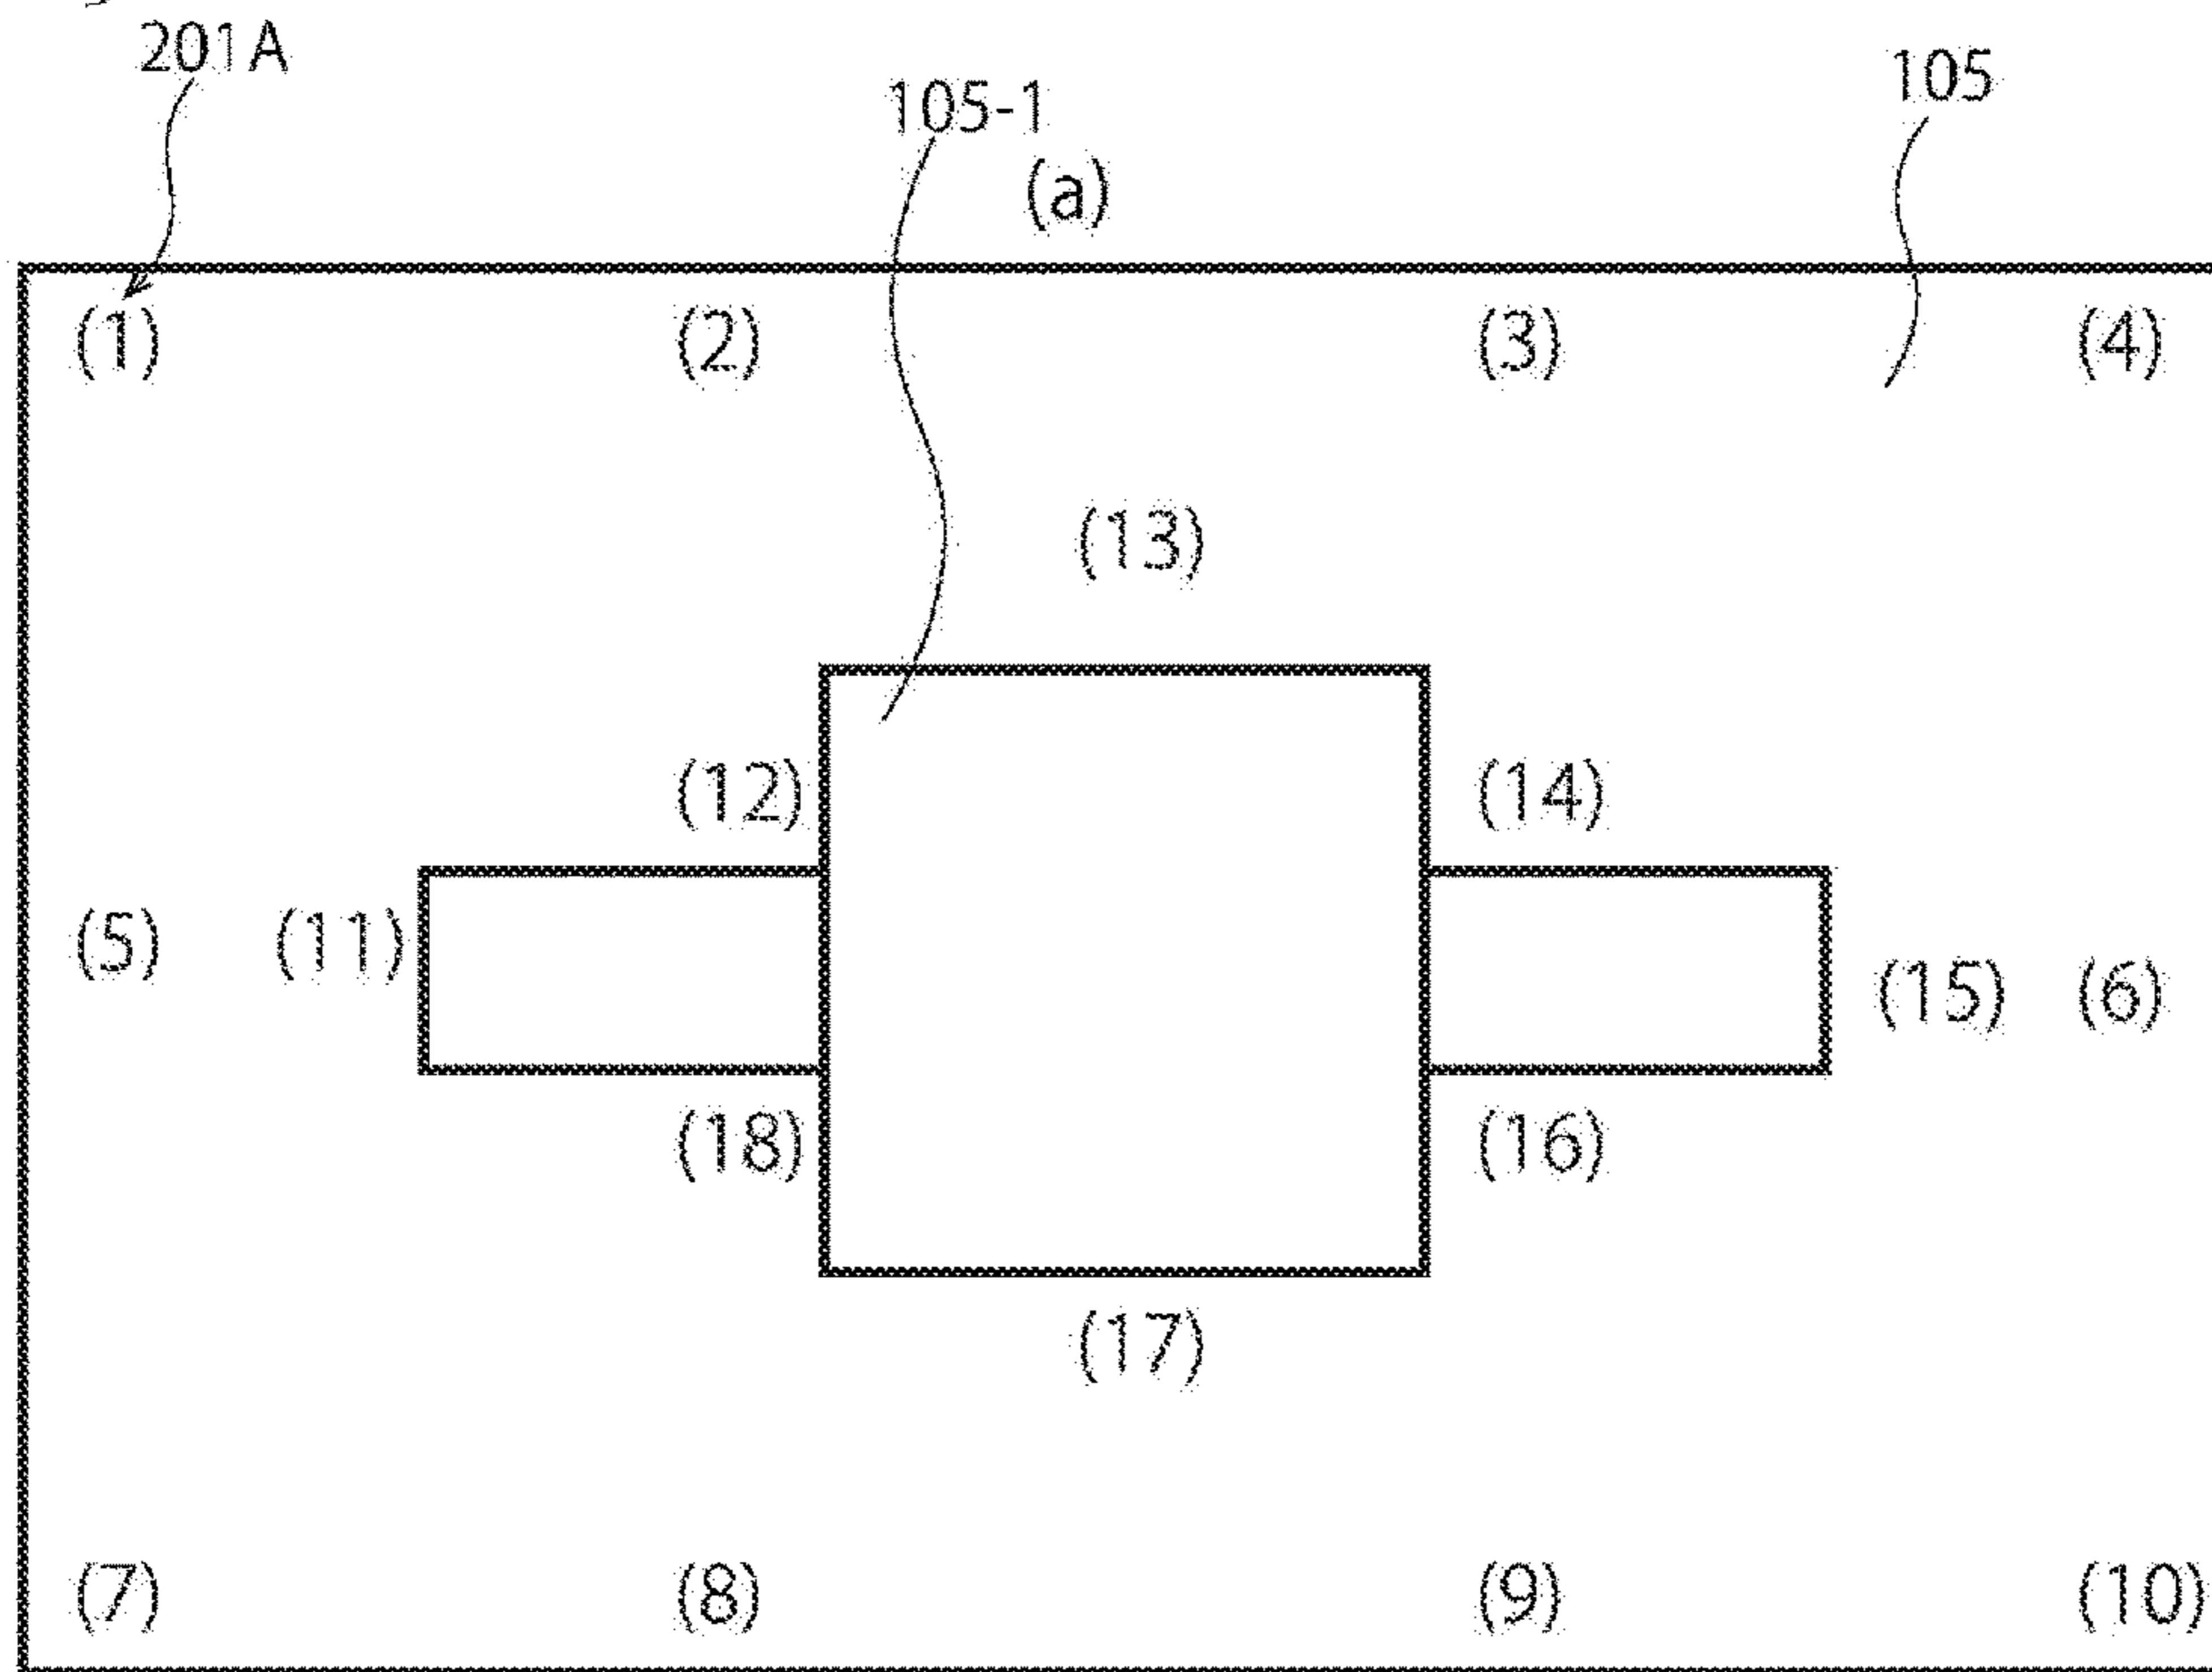 201A
105
105-1
(a)
(1) (2) (3) (4)
(13)
(12) (14)
(5) (11) (15) (6)
(18) (16)
(17)
(7) (8) (9) (10)